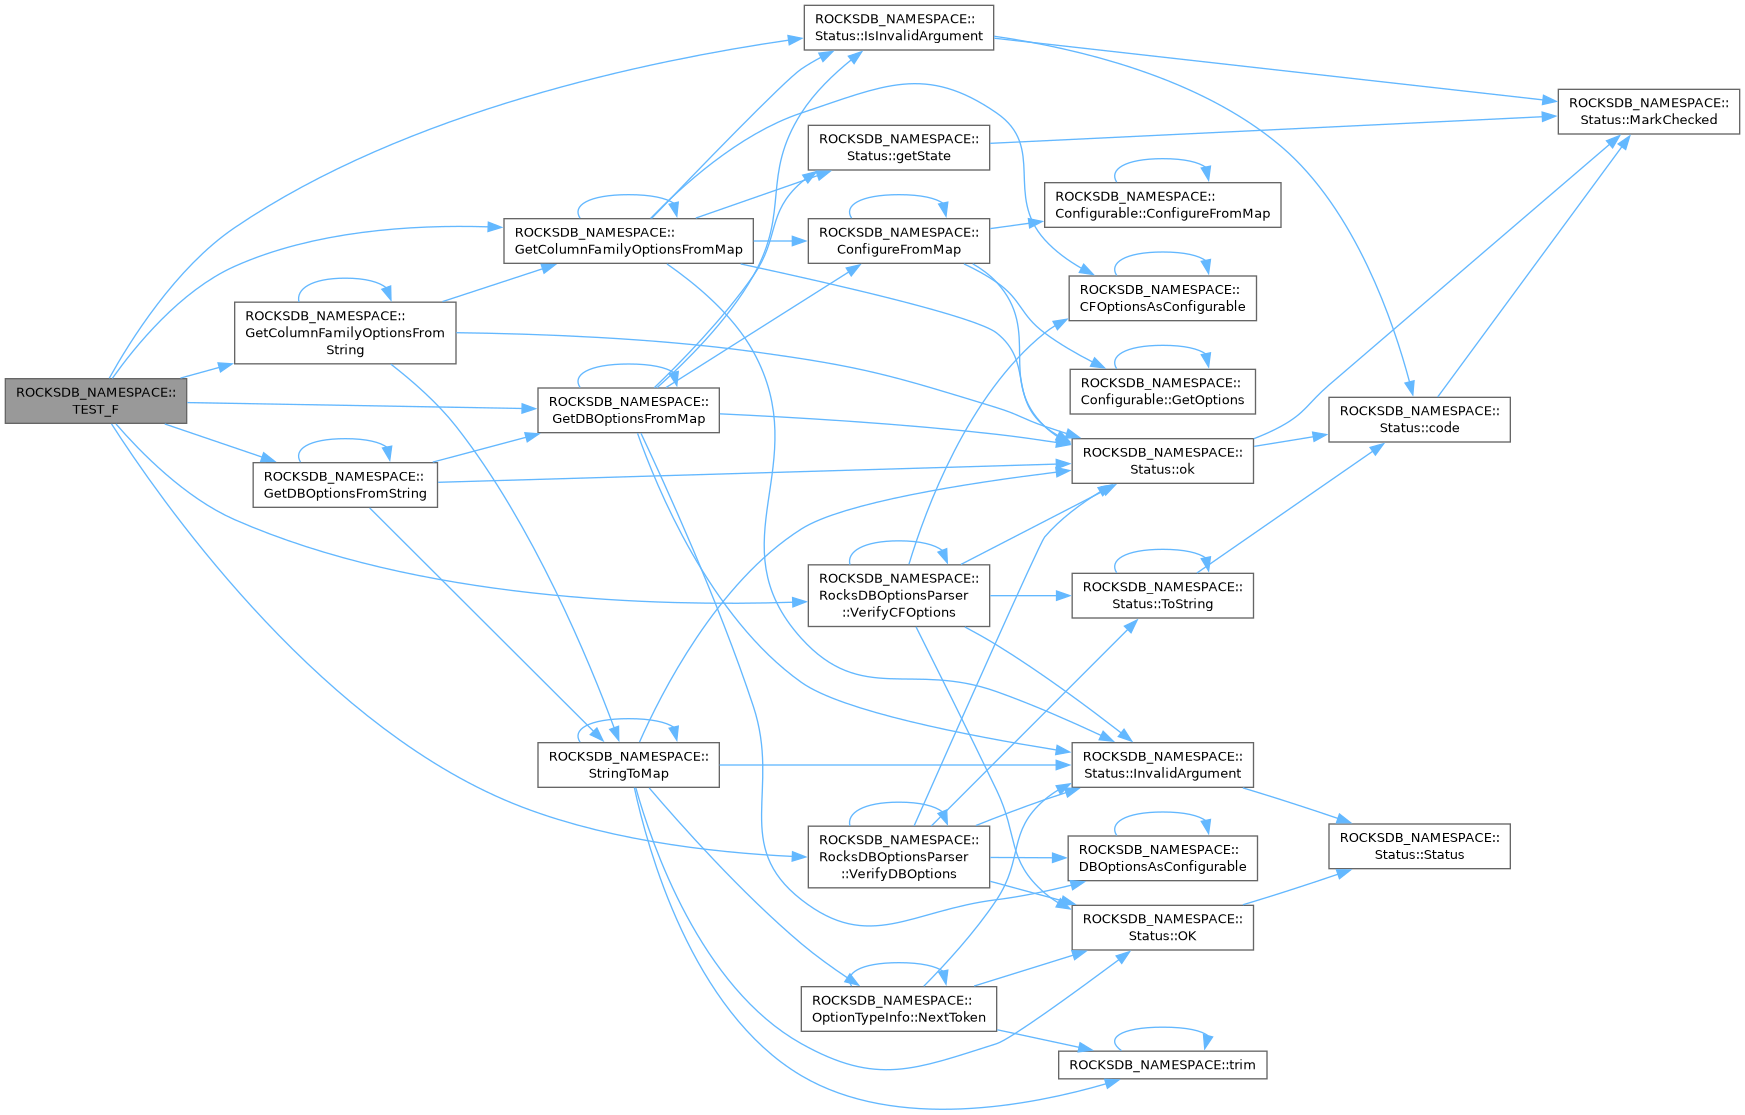 ROCKSDB_NAMESPACE::
TEST_F
ROCKSDB_NAMESPACE::
GetColumnFamilyOptionsFrom
String
ROCKSDB_NAMESPACE::
GetDBOptionsFromString
ROCKSDB_NAMESPACE::
GetColumnFamilyOptionsFromMap
ROCKSDB_NAMESPACE::
GetDBOptionsFromMap
ROCKSDB_NAMESPACE::
StringToMap
ROCKSDB_NAMESPACE::
Status::IsInvalidArgument
ROCKSDB_NAMESPACE::
Status::getState
ROCKSDB_NAMESPACE::
ConfigureFromMap
ROCKSDB_NAMESPACE::
RocksDBOptionsParser
::VerifyCFOptions
ROCKSDB_NAMESPACE::
RocksDBOptionsParser
::VerifyDBOptions
ROCKSDB_NAMESPACE::
OptionTypeInfo::NextToken
ROCKSDB_NAMESPACE::
Configurable::ConfigureFromMap
ROCKSDB_NAMESPACE::
CFOptionsAsConfigurable
ROCKSDB_NAMESPACE::
Configurable::GetOptions
ROCKSDB_NAMESPACE::
Status::ok
ROCKSDB_NAMESPACE::
Status::ToString
ROCKSDB_NAMESPACE::
Status::InvalidArgument
ROCKSDB_NAMESPACE::
DBOptionsAsConfigurable
ROCKSDB_NAMESPACE::
Status::OK
ROCKSDB_NAMESPACE::trim
ROCKSDB_NAMESPACE::
Status::code
ROCKSDB_NAMESPACE::
Status::Status
ROCKSDB_NAMESPACE::
Status::MarkChecked